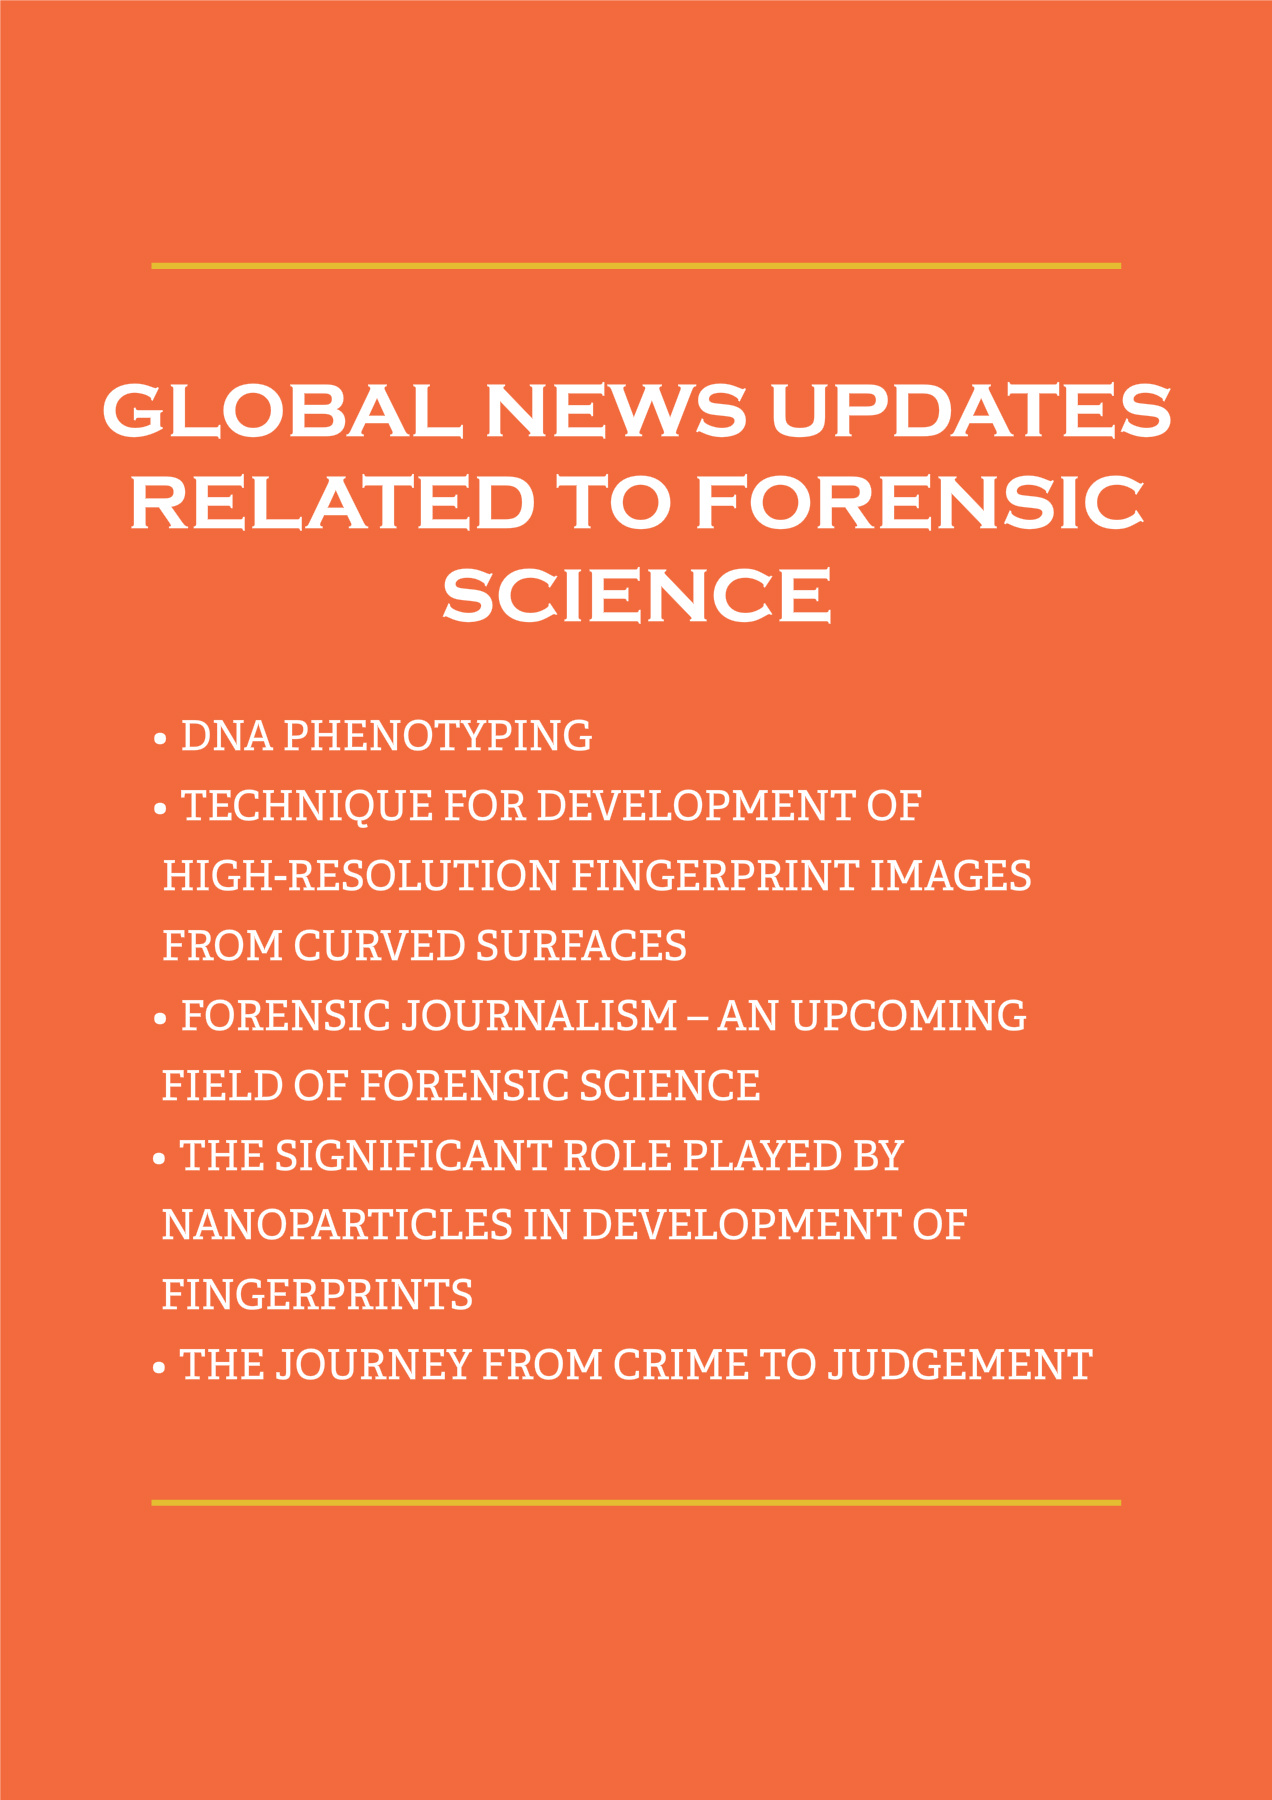 GLOBAL NEWS UPDATES
RELATED TO FORENSIC
SCIENCE
• DNA PHENOTYPING
• TECHNIQUE FOR DEVELOPMENT OF
HIGH-RESOLUTION FINGERPRINT IMAGES
FROM CURVED SURFACES
• FORENSIC JOURNALISM – AN UPCOMING
FIELD OF FORENSIC SCIENCE
• THE SIGNIFICANT ROLE PLAYED BY
NANOPARTICLES IN DEVELOPMENT OF
FINGERPRINTS
• THE JOURNEY FROM CRIME TO JUDGEMENT